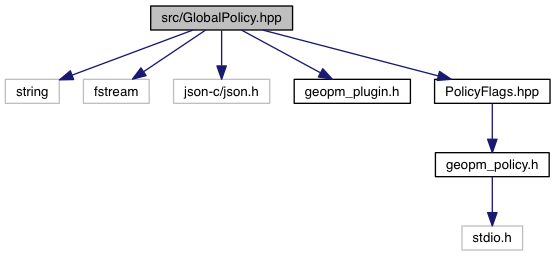 src/GlobalPolicy.hpp
string
fstream
json-c/json.h
geopm_plugin.h
PolicyFlags.hpp
geopm_policy.h
stdio.h